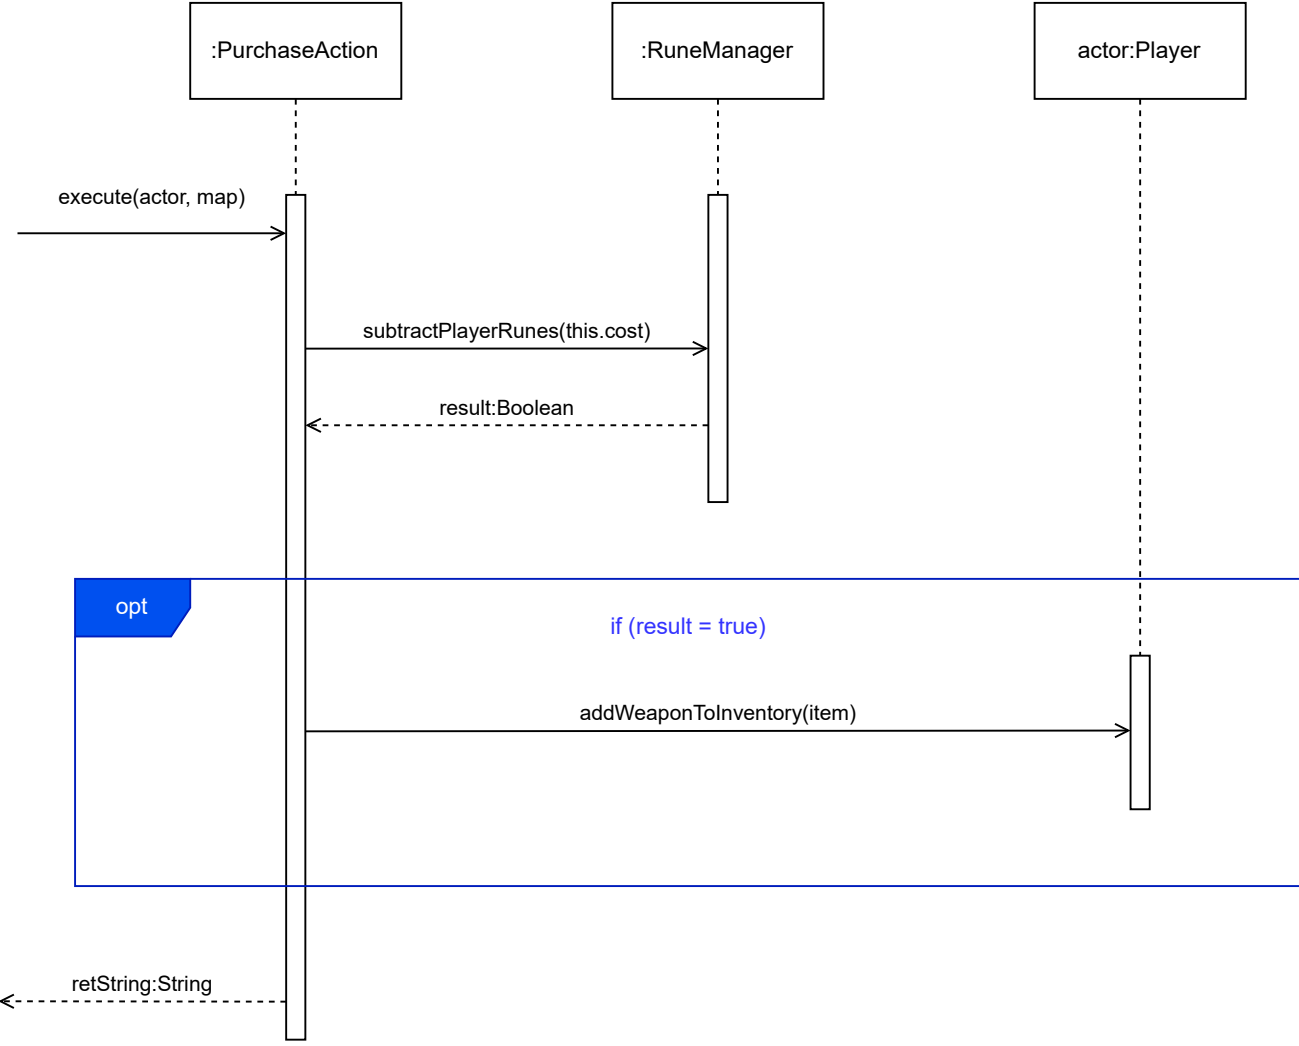 :PurchaseAction
:RuneManager
actor:Player
execute(actor, map)
subtractPlayerRunes(this.cost)
result:Boolean
opt
if (result = true)
addWeaponToInventory(item)
retString:String